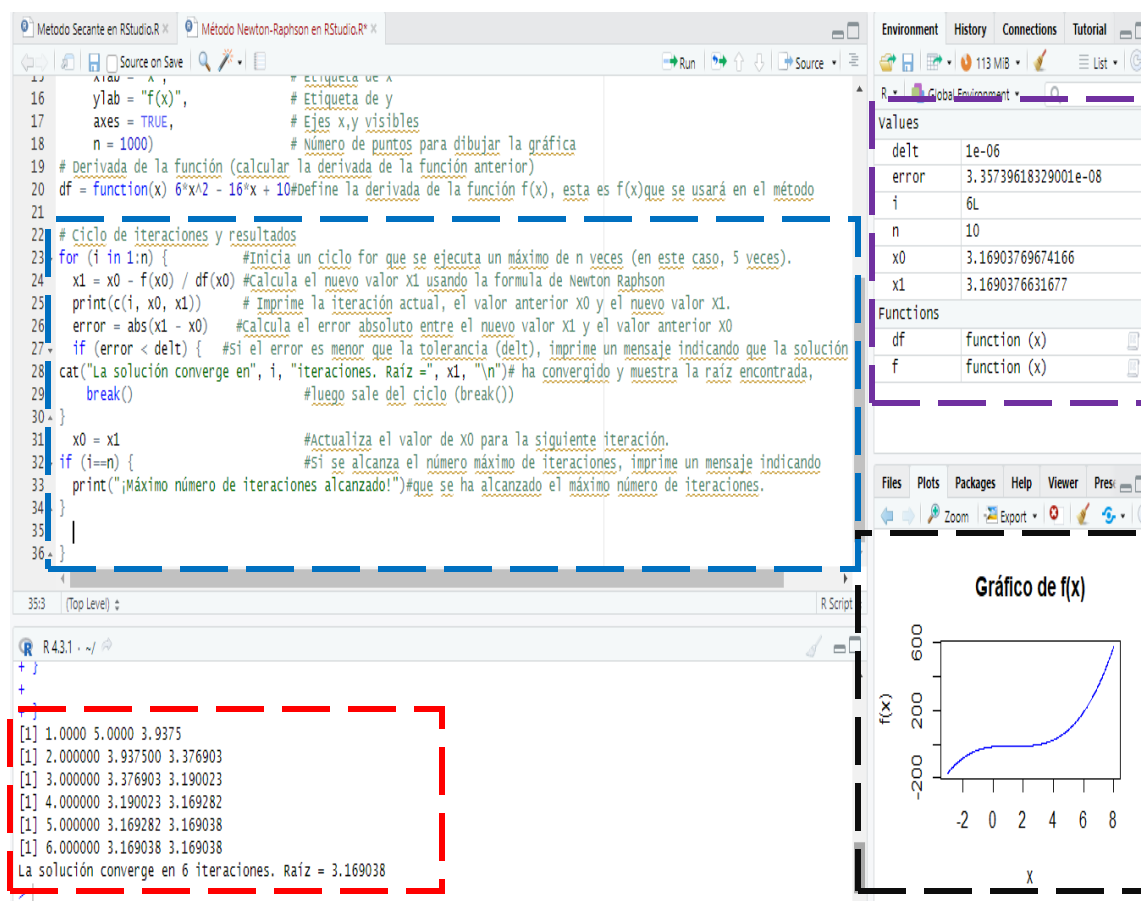 Metodo Secante en RStudio.R
Método Newton-Raphson en RStudio.R*
Source on Save
Run
Source
16 ylab = "f(x)", # Etiqueta de y
17 axes = TRUE, # Ejes x,y visibles
18 n = 1000) # Número de puntos para dibujar la gráfica
19 # Derivada de la función (calcular la derivada de la función anterior)
20 df = function(x) 6*x^2 - 16*x + 10#Define la derivada de la función f(x), esta es f(x)que se usará en el método
21
22 # Ciclo de iteraciones y resultados
23 for (i in 1:n) { #Inicia un ciclo for que se ejecuta un máximo de n veces (en este caso, 5 veces).
24 x1 = x0 - f(x0) / df(x0) #Calcula el nuevo valor X1 usando la formula de Newton Raphson
25 print(c(i, x0, x1)) # Imprime la iteración actual, el valor anterior X0 y el nuevo valor X1.
26 error = abs(x1 - x0) #Calcula el error absoluto entre el nuevo valor X1 y el valor anterior X0
27 if (error < delt) { #Si el error es menor que la tolerancia (delt), imprime un mensaje indicando que la solución
28 cat("La solución converge en", i, "iteraciones. Raíz =", x1, "\n")# ha convergido y muestra la raíz encontrada,
29 break() #luego sale del ciclo (break())
30 }
31 x0 = x1 #Actualiza el valor de X0 para la siguiente iteración.
32 if (i==n) { #Si se alcanza el número máximo de iteraciones, imprime un mensaje indicando
33 print("¡Máximo número de iteraciones alcanzado!")#que se ha alcanzado el máximo número de iteraciones.
34 }
35
36 }
35:3 (Top Level) R Script
R 4.3.1 · ~/
+ }
+
+ }
[1] 1.0000 5.0000 3.9375
[1] 2.000000 3.937500 3.376903
[1] 3.000000 3.376903 3.190023
[1] 4.000000 3.190023 3.169282
[1] 5.000000 3.169282 3.169038
[1] 6.000000 3.169038 3.169038
La solución converge en 6 iteraciones. Raíz = 3.169038
>
Environment History Connections Tutorial
113 MiB List
R Global Environment
Values
delt 1e-06
error 3.35739618329001e-08
i 6L
n 10
x0 3.16903769674166
x1 3.1690376631677
Functions
df function (x)
f function (x)
Files Plots Packages Help Viewer
Zoom Export
Gráfico de f(x)
f(x)
-200 200 600
-2 0 2 4 6 8
x